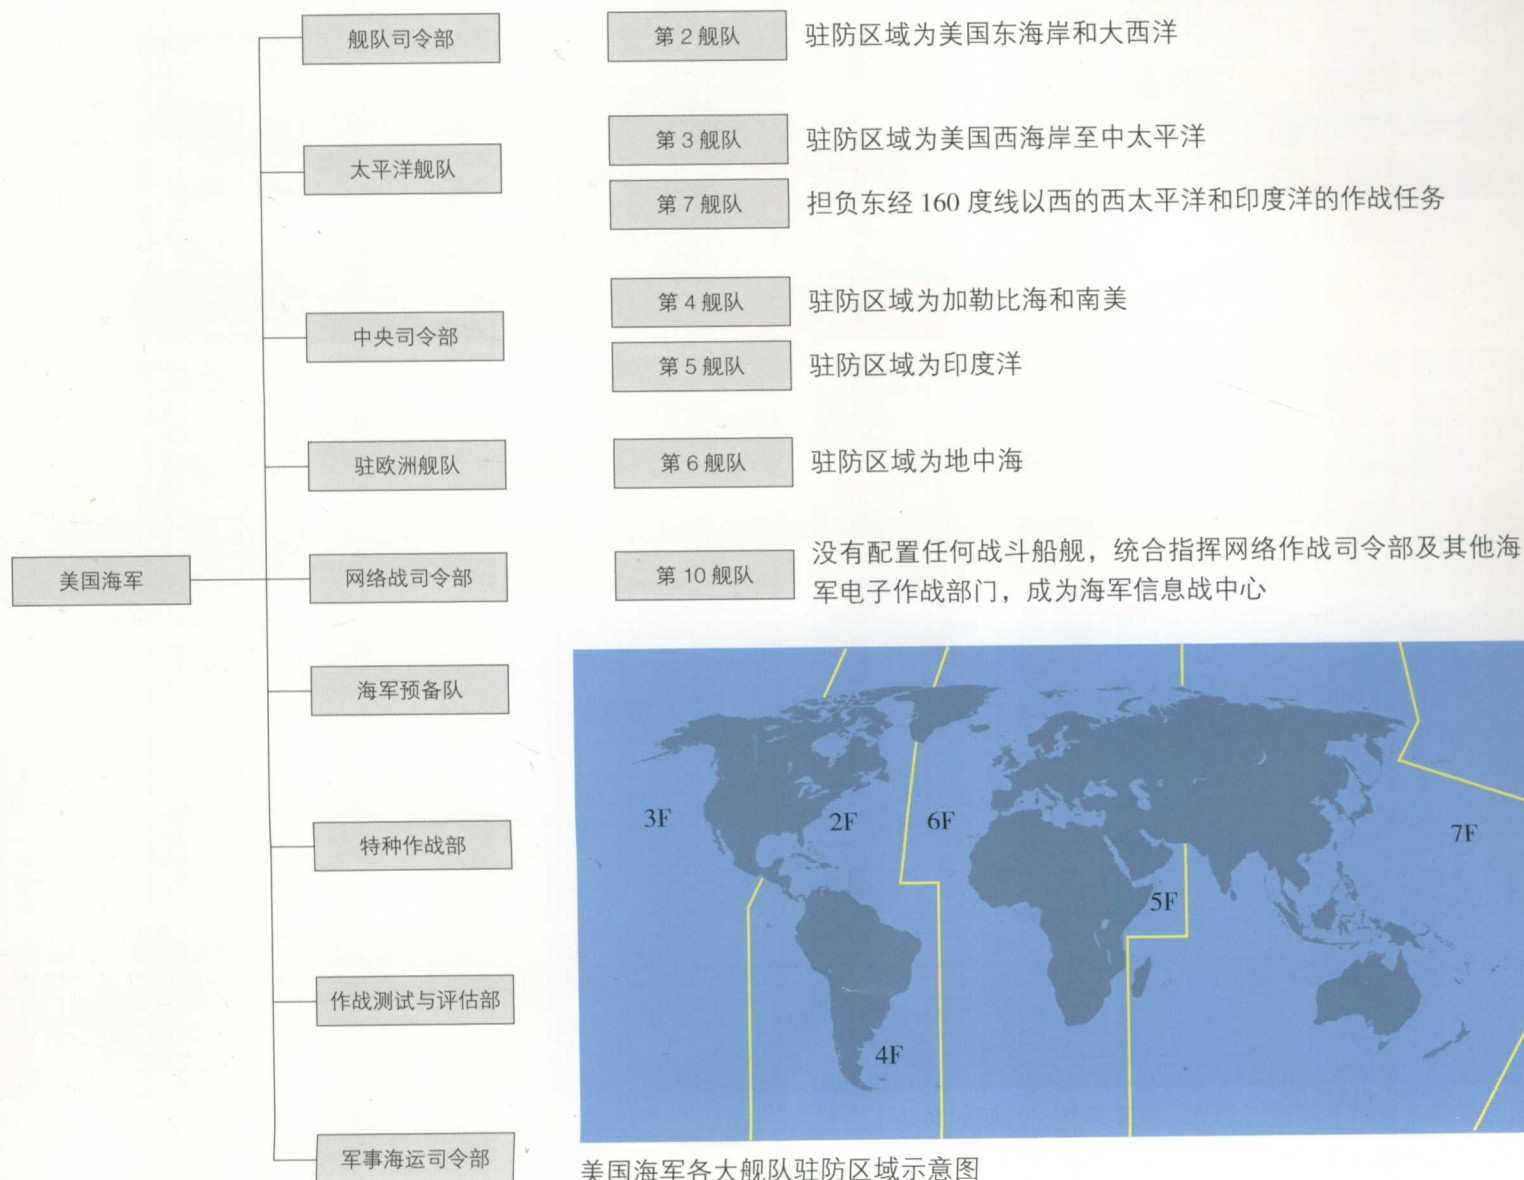 舰队司令部
第 2 舰队
驻防区域为美国东海岸和大西洋
太平洋舰队
第 3 舰队
驻防区域为美国西海岸至中太平洋
第 7 舰队
担负东经 160 度线以西的西太平洋和印度洋的作战任务
中央司令部
第 4 舰队
驻防区域为加勒比海和南美
第 5 舰队
驻防区域为印度洋
驻欧洲舰队
第 6 舰队
驻防区域为地中海
美国海军
网络战司令部
第 10 舰队
没有配置任何战斗船舰，统合指挥网络作战司令部及其他海
军电子作战部门，成为海军信息战中心
海军预备队
特种作战部
作战测试与评估部
军事海运司令部
3F
2F
6F
7F
5F
4F
美国海军各大舰队驻防区域示意图